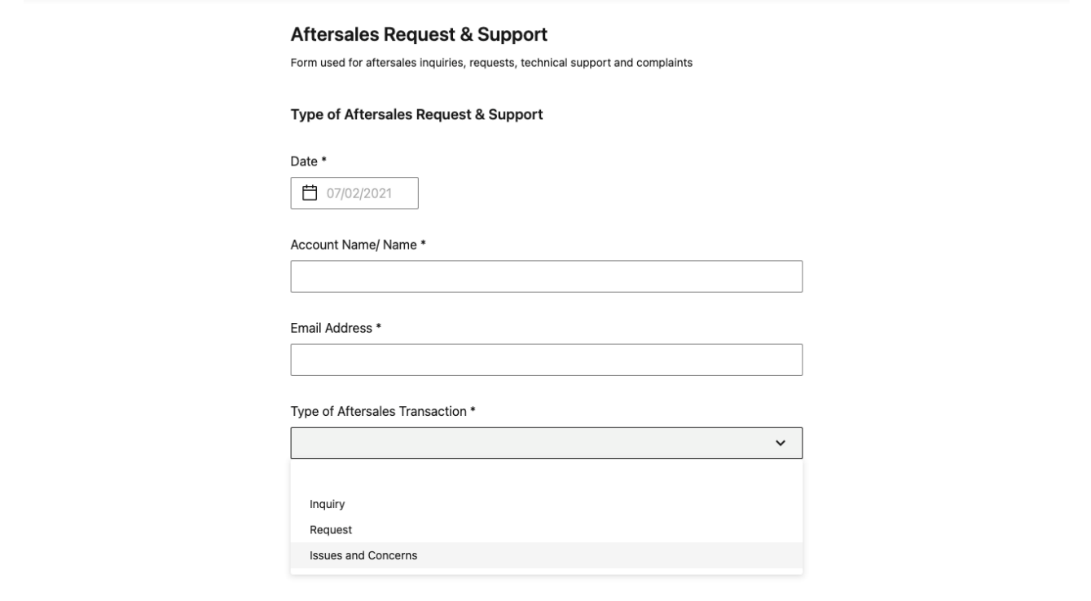 Aftersales Request & Support
Form used for aftersales inquiries, requests, technical support and complaints
Type of Aftersales Request & Support
Date *
07/02/2021
Account Name/ Name *
Email Address *
Type of Aftersales Transaction *
Inquiry
Request
Issues and Concerns